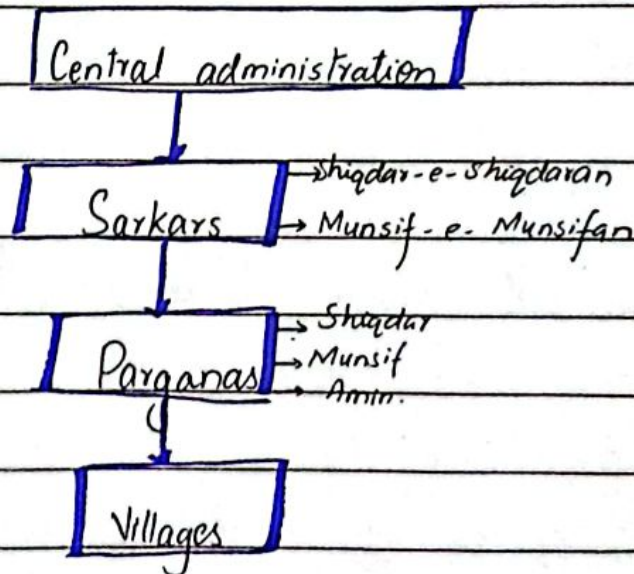 Central administration
Shiqdar-e-Shiqdaran
Sarkars
Munsif-e-Munsifan
Shiqdar
Munsif
Parganas
Amin.
Villages